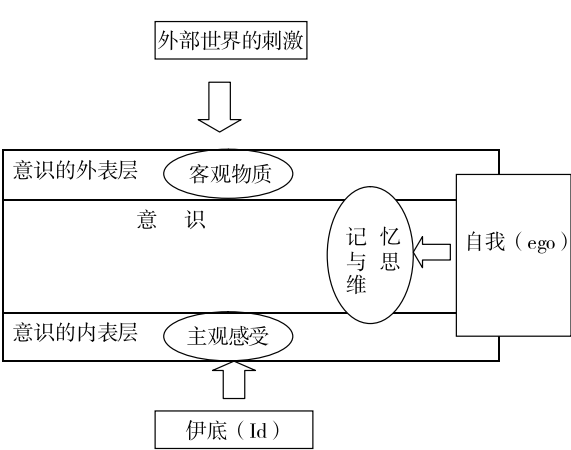 外部世界的刺激
意识的外表层
客观物质
意 识
记 忆
与 思
维
自我（ego）
意识的内表层
主观感受
伊底（Id）